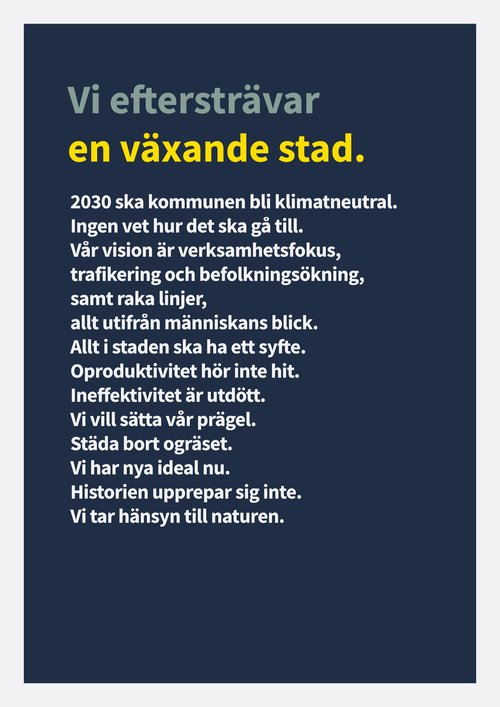 Vi eftersträvar
en växande stad.
2030 ska kommunen bli klimatneutral.
Ingen vet hur det ska gå till.
Vår vision är verksamhetsfokus,
trafikering och befolkningsökning,
samt raka linjer,
allt utifrån människans blick.
Allt i staden ska ha ett syfte.
Oproduktivitet hör inte hit.
Ineffektivitet är utdött.
Vi vill sätta vår prägel.
Städa bort ogräset.
Vi har nya ideal nu.
Historien upprepar sig inte.
Vi tar hänsyn till naturen.